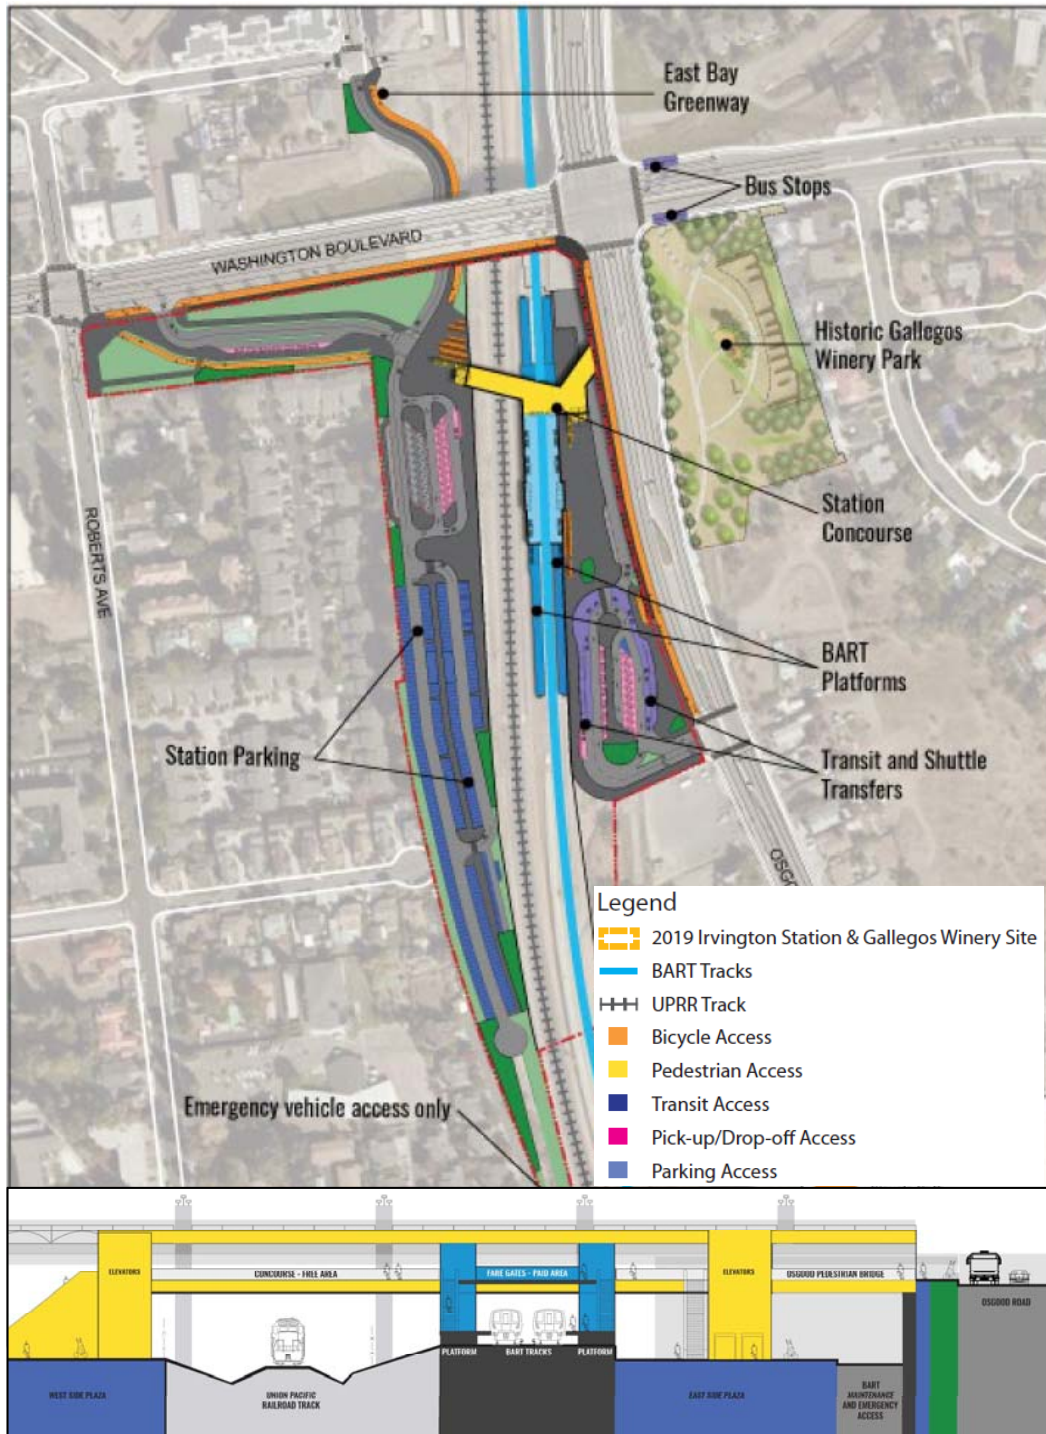 East Bay
Greenway
Bus Stops
WASHINGTON BOULEVARD
Historic Gallegos
Winery Park
Station
Concourse
ROBERTS AVE
BART
Platforms
Station Parking
Transit and Shuttle
Transfers
OSGO
Legend
2019 Irvington Station & Gallegos Winery Site
BART Tracks
UPRR Track
Bicycle Access
Pedestrian Access
Transit Access
Pick-up/Drop-off Access
Parking Access
Emergency vehicle access only
ELEVATORS
CONCOURSE - FREE AREA
FARE GATES - PAID AREA
ELEVATORS
OSGOOD PEDESTRIAN BRIDGE
OSGOOD ROAD
PLATFORM
BART TRACKS
PLATFORM
WEST SIDE PLAZA
UNION PACIFIC
RAILROAD TRACK
EAST SIDE PLAZA
BART
MAINTENANCE
AND EMERGENCY
ACCESS